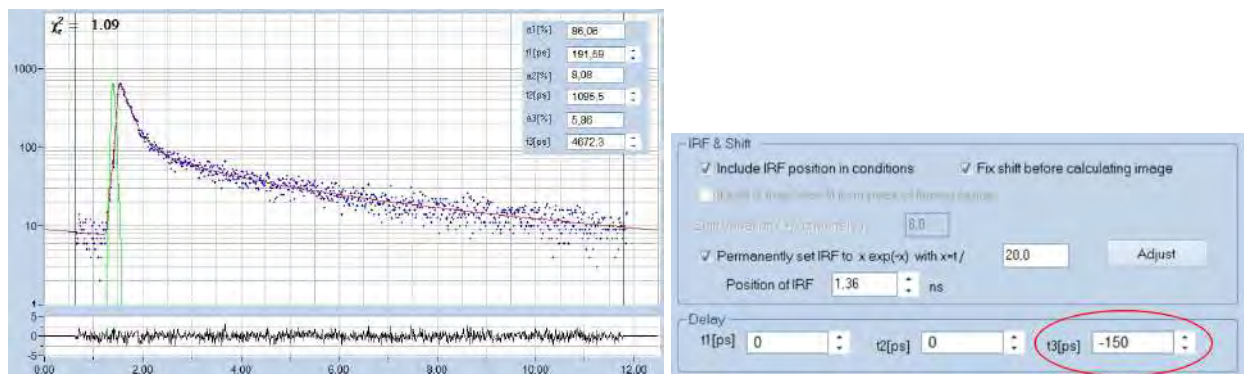 χ²ᵣ = 1.09
a1[%] 86,06
t1[ps] 191,59
a2[%] 8,08
t2[ps] 1096,5
a3[%] 5,86
t3[ps] 4672,3
1000
100
10
1
5
0
-5
0.00 2.00 4.00 6.00 8.00 10.00 12.00
IRF & Shift
Include IRF position in conditions
Fix shift before calculating image
8,0
Permanently set IRF to x exp(-x) with x=t / 20,0
Adjust
Position of IRF 1,36 ns
Delay
t1[ps] 0 t2[ps] 0 t3[ps] -150